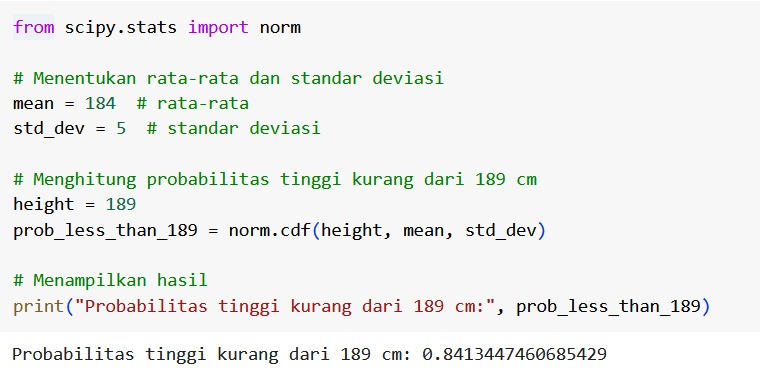 from scipy.stats import norm
# Menentukan rata-rata dan standar deviasi
mean = 184  # rata-rata
std_dev = 5  # standar deviasi
# Menghitung probabilitas tinggi kurang dari 189 cm
height = 189
prob_less_than_189 = norm.cdf(height, mean, std_dev)
# Menampilkan hasil
print("Probabilitas tinggi kurang dari 189 cm:", prob_less_than_189)
Probabilitas tinggi kurang dari 189 cm: 0.8413447460685429